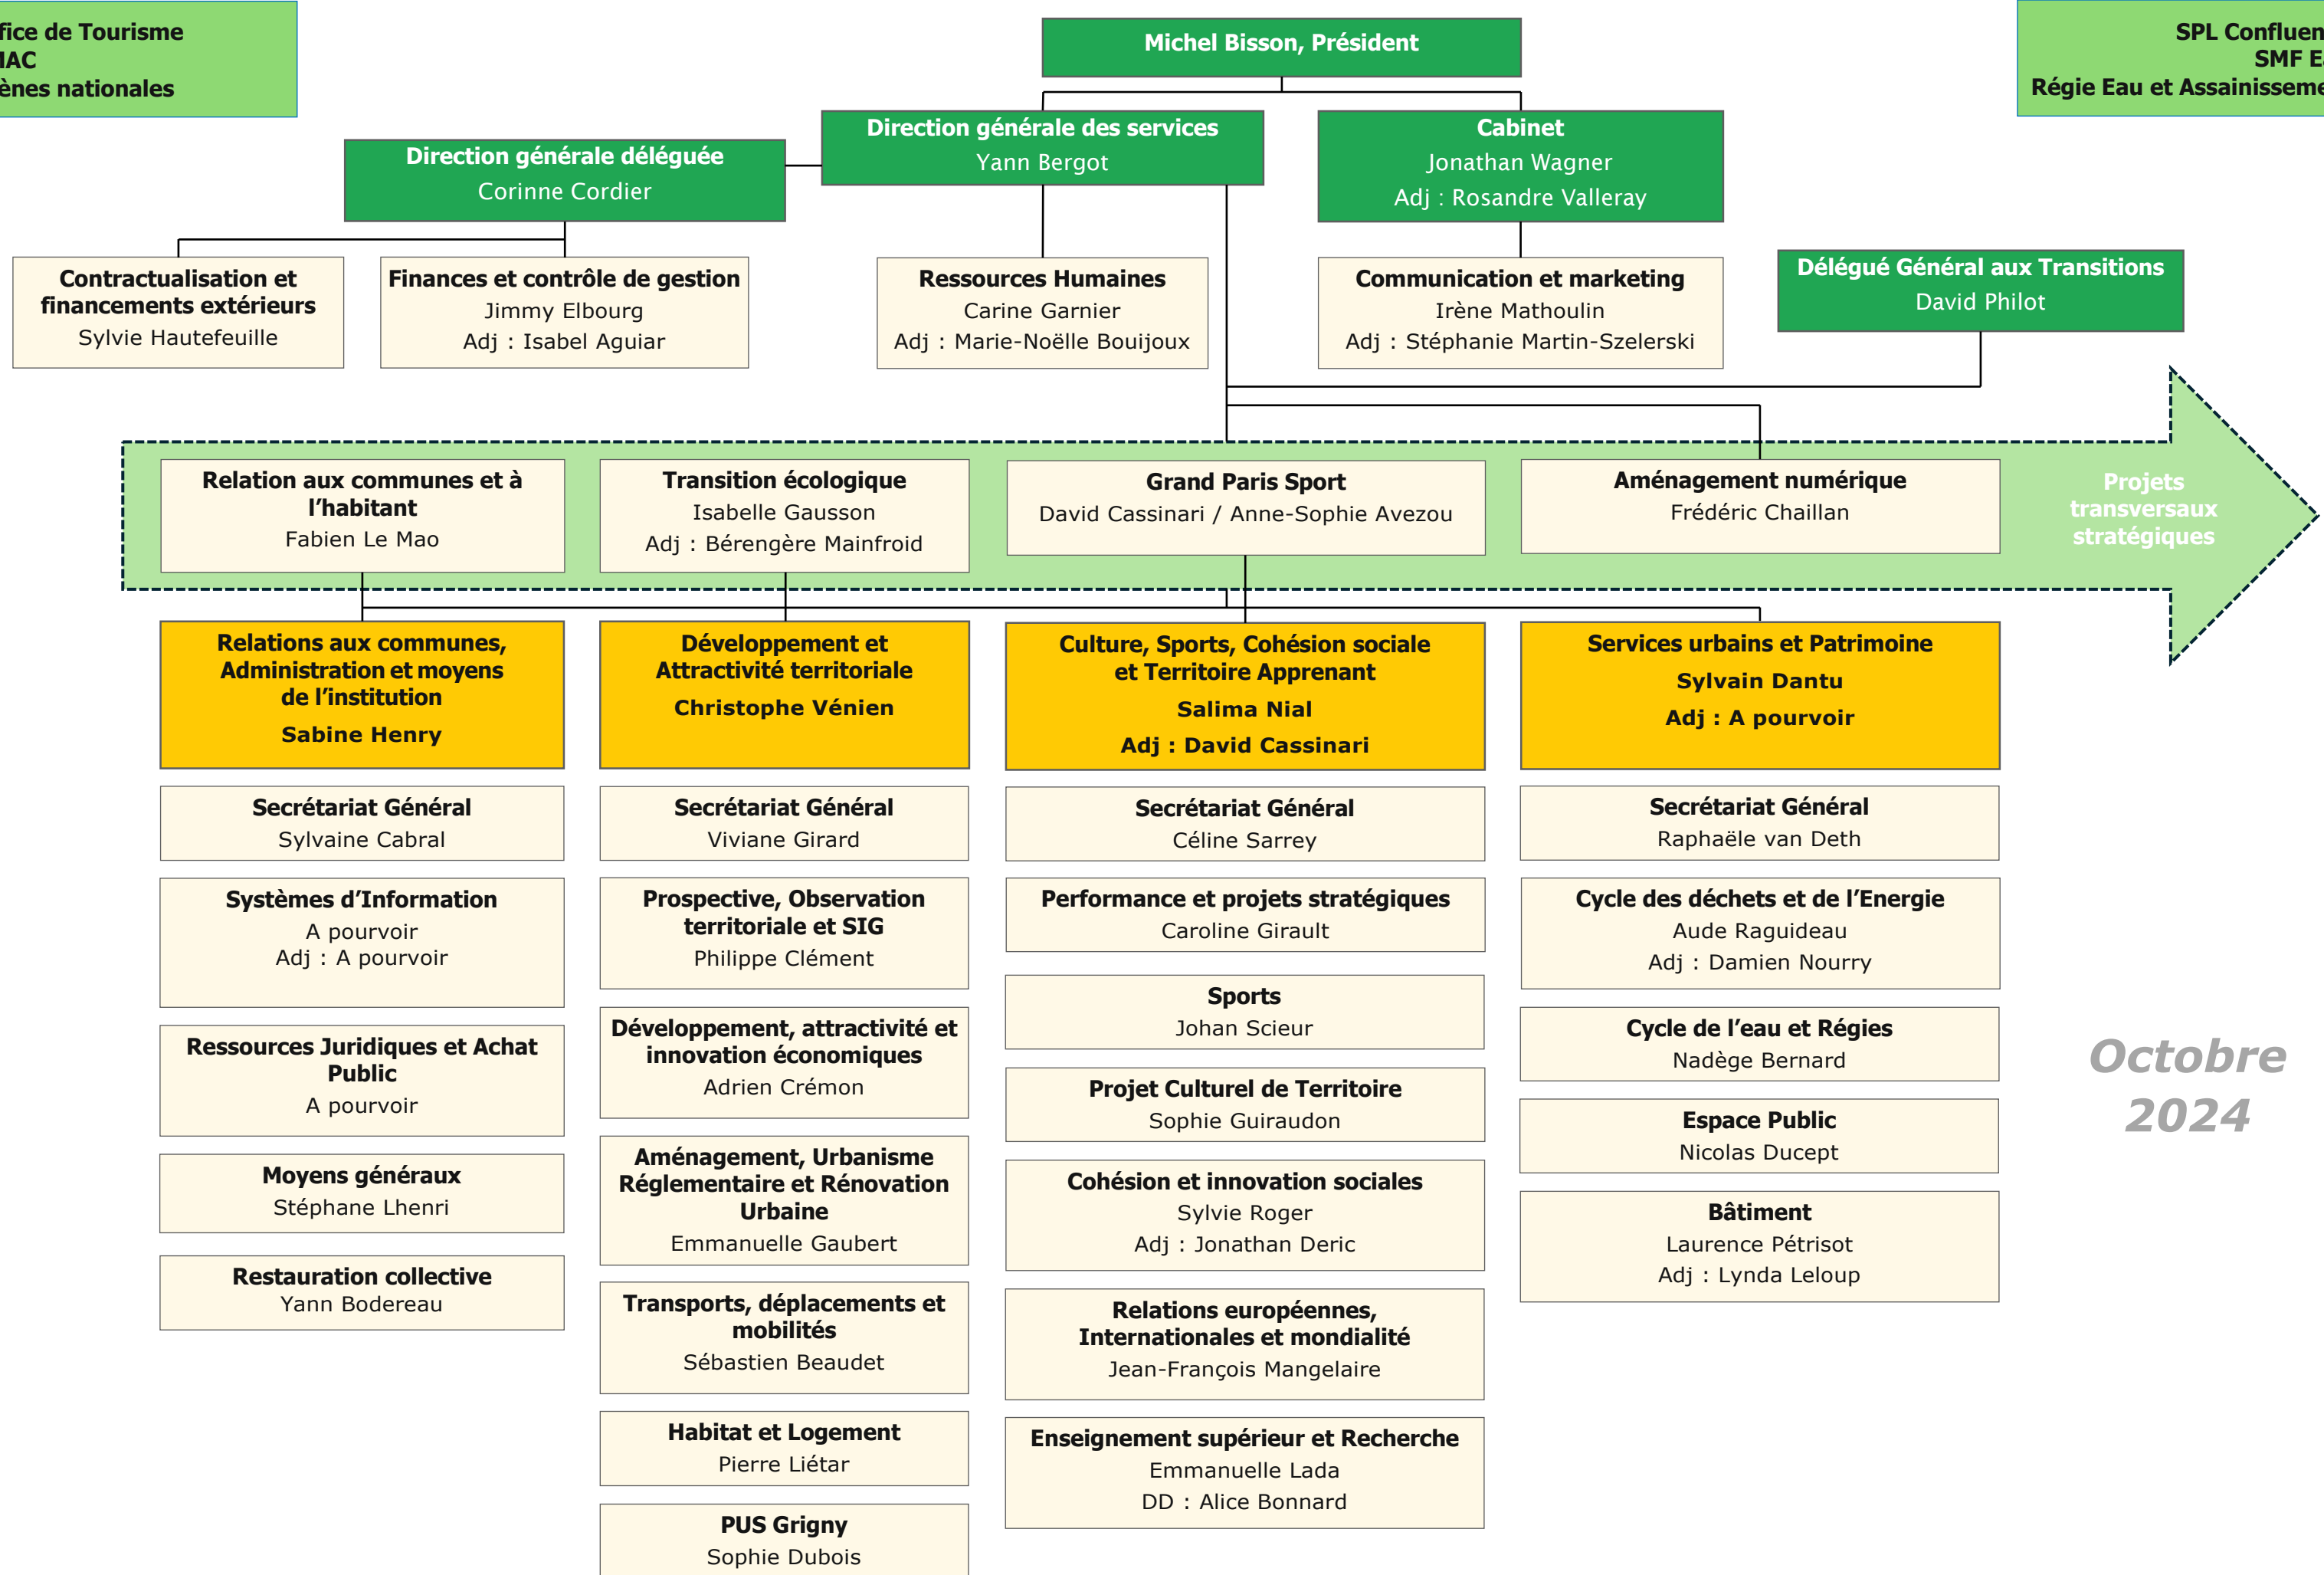 fice de Tourisme
IAC
ènes nationales
Michel Bisson, Président
SPL Confluen
SMF E
Régie Eau et Assainisseme
Direction générale des services
Yann Bergot
Cabinet
Jonathan Wagner
Adj : Rosandre Valleray
Direction générale déléguée
Corinne Cordier
Contractualisation et
financements extérieurs
Sylvie Hautefeuille
Finances et contrôle de gestion
Jimmy Elbourg
Adj : Isabel Aguiar
Ressources Humaines
Carine Garnier
Adj : Marie-Noëlle Bouijoux
Communication et marketing
Irène Mathoulin
Adj : Stéphanie Martin-Szelerski
Délégué Général aux Transitions
David Philot
Relation aux communes et à
l’habitant
Fabien Le Mao
Transition écologique
Isabelle Gausson
Adj : Bérengère Mainfroid
Grand Paris Sport
David Cassinari / Anne-Sophie Avezou
Aménagement numérique
Frédéric Chaillan
Projets
transversaux
stratégiques
Relations aux communes,
Administration et moyens
de l’institution
Sabine Henry
Secrétariat Général
Sylvaine Cabral
Systèmes d’Information
A pourvoir
Adj : A pourvoir
Ressources Juridiques et Achat
Public
A pourvoir
Moyens généraux
Stéphane Lhenri
Restauration collective
Yann Bodereau
Développement et
Attractivité territoriale
Christophe Vénien
Secrétariat Général
Viviane Girard
Prospective, Observation
territoriale et SIG
Philippe Clément
Développement, attractivité et
innovation économiques
Adrien Crémon
Aménagement, Urbanisme
Réglementaire et Rénovation
Urbaine
Emmanuelle Gaubert
Transports, déplacements et
mobilités
Sébastien Beaudet
Habitat et Logement
Pierre Liétar
PUS Grigny
Sophie Dubois
Culture, Sports, Cohésion sociale
et Territoire Apprenant
Salima Nial
Adj : David Cassinari
Secrétariat Général
Céline Sarrey
Performance et projets stratégiques
Caroline Girault
Sports
Johan Scieur
Projet Culturel de Territoire
Sophie Guiraudon
Cohésion et innovation sociales
Sylvie Roger
Adj : Jonathan Deric
Relations européennes,
Internationales et mondialité
Jean-François Mangelaire
Enseignement supérieur et Recherche
Emmanuelle Lada
DD : Alice Bonnard
Services urbains et Patrimoine
Sylvain Dantu
Adj : A pourvoir
Secrétariat Général
Raphaële van Deth
Cycle des déchets et de l’Energie
Aude Raguideau
Adj : Damien Nourry
Cycle de l’eau et Régies
Nadège Bernard
Espace Public
Nicolas Ducept
Bâtiment
Laurence Pétrisot
Adj : Lynda Leloup
Octobre
2024